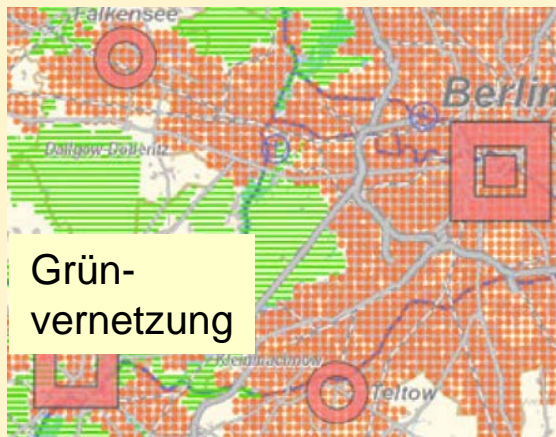 Falkensee
Berlin
Dallgow-Döberitz
Grün-
vernetzung
Kleinmachnow
Teltow